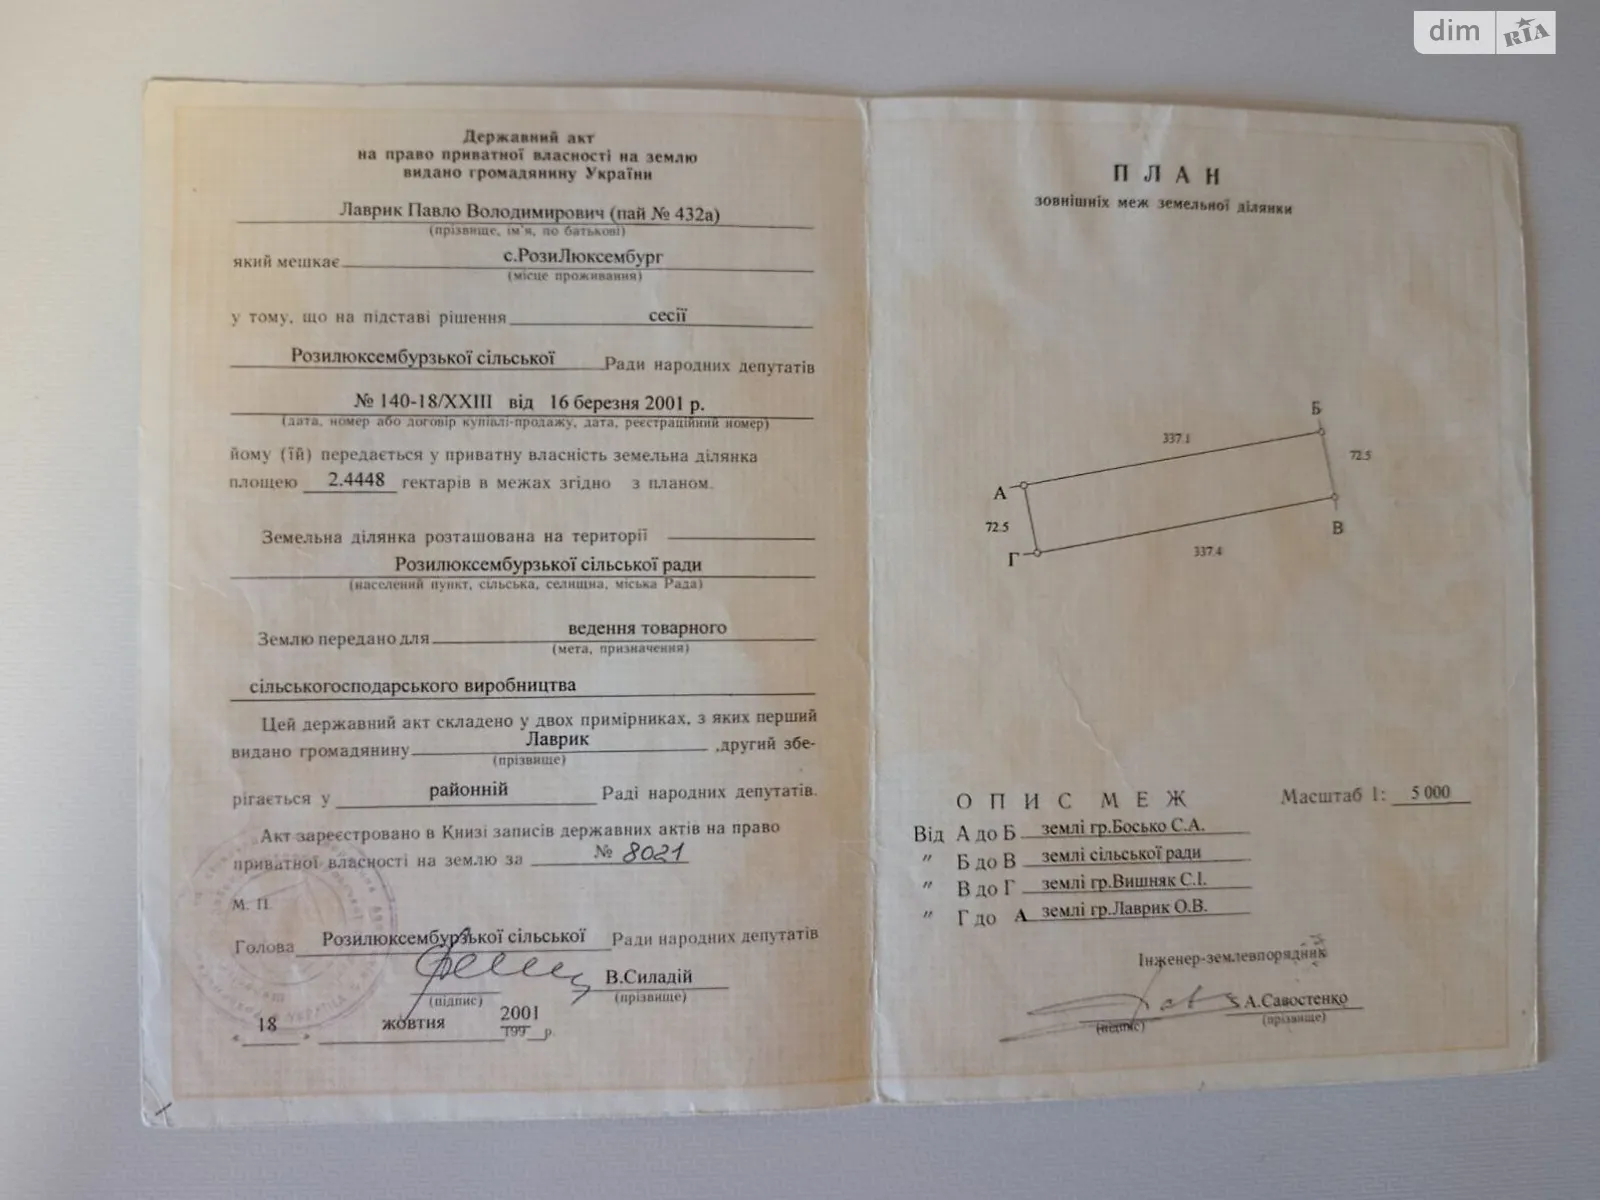 dim RIA
Державний акт
на право приватної власності на землю
видано громадянину України
Лаврик Павло Володимирович (пай № 432а)
(прізвище, ім'я, по батькові)
який мешкає с.РозиЛюксембург
(місце проживання)
у тому, що на підставі рішення сесії
Розилюксембурзької сільської Ради народних депутатів
№ 140-18/XXIII від 16 березня 2001 р.
(дата, номер або договір купівлі-продажу, дата, реєстраційний номер)
йому (їй) передається у приватну власність земельна ділянка
площею 2.4448 гектарів в межах згідно з планом.
Земельна ділянка розташована на території
Розилюксембурзької сільської ради
(населений пункт, сільська, селищна, міська Рада)
Землю передано для ведення товарного
(мета, призначення)
сільськогосподарського виробництва
Цей державний акт складено у двох примірниках, з яких перший
видано громадянину Лаврик ,другий збе-
(прізвище)
рігається у районній Раді народних депутатів.
Акт зареєстровано в Книзі записів державних актів на право
приватної власності на землю за № 8021
М. П.
Голова Розилюксембурзької сільської Ради народних депутатів
В.Силадій
(підпис) (прізвище)
" 18 " жовтня 2001
199 р.
ПЛАН
зовнішніх меж земельної ділянки
Б
337.1
72.5
А
72.5
В
Г
337.4
ОПИС МЕЖ Масштаб 1: 5 000
Від А до Б землі гр.Босько С.А.
" Б до В землі сільської ради
" В до Г землі гр.Вишняк С.І.
" Г до А землі гр.Лаврик О.В.
Інженер-землевпорядник
А.Савостенко
(підпис) (прізвище)